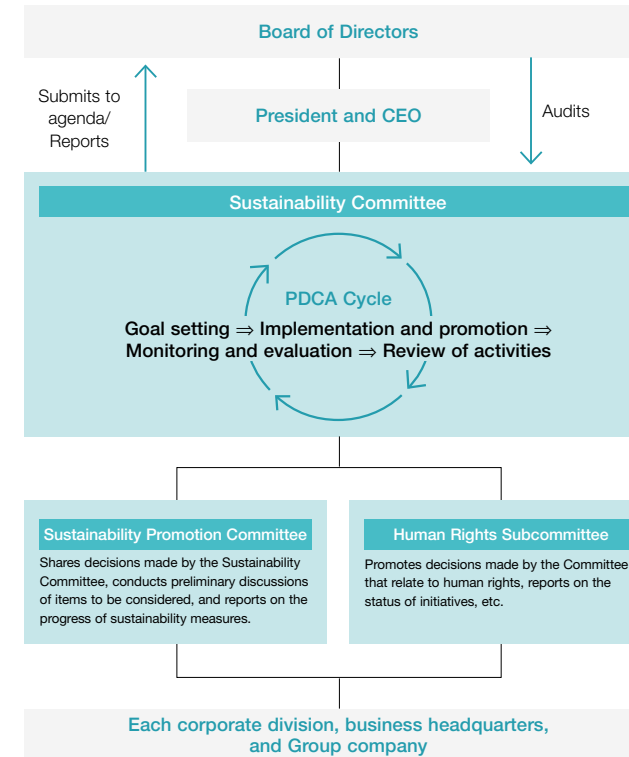 Board of Directors
Submits to
agenda/
Reports
President and CEO
Audits
Sustainability Committee
PDCA Cycle
Goal setting ⇒ Implementation and promotion ⇒
Monitoring and evaluation ⇒ Review of activities
Sustainability Promotion Committee
Shares decisions made by the Sustainability
Committee, conducts preliminary discussions
of items to be considered, and reports on the
progress of sustainability measures.
Human Rights Subcommittee
Promotes decisions made by the Committee
that relate to human rights, reports on the
status of initiatives, etc.
Each corporate division, business headquarters,
and Group company